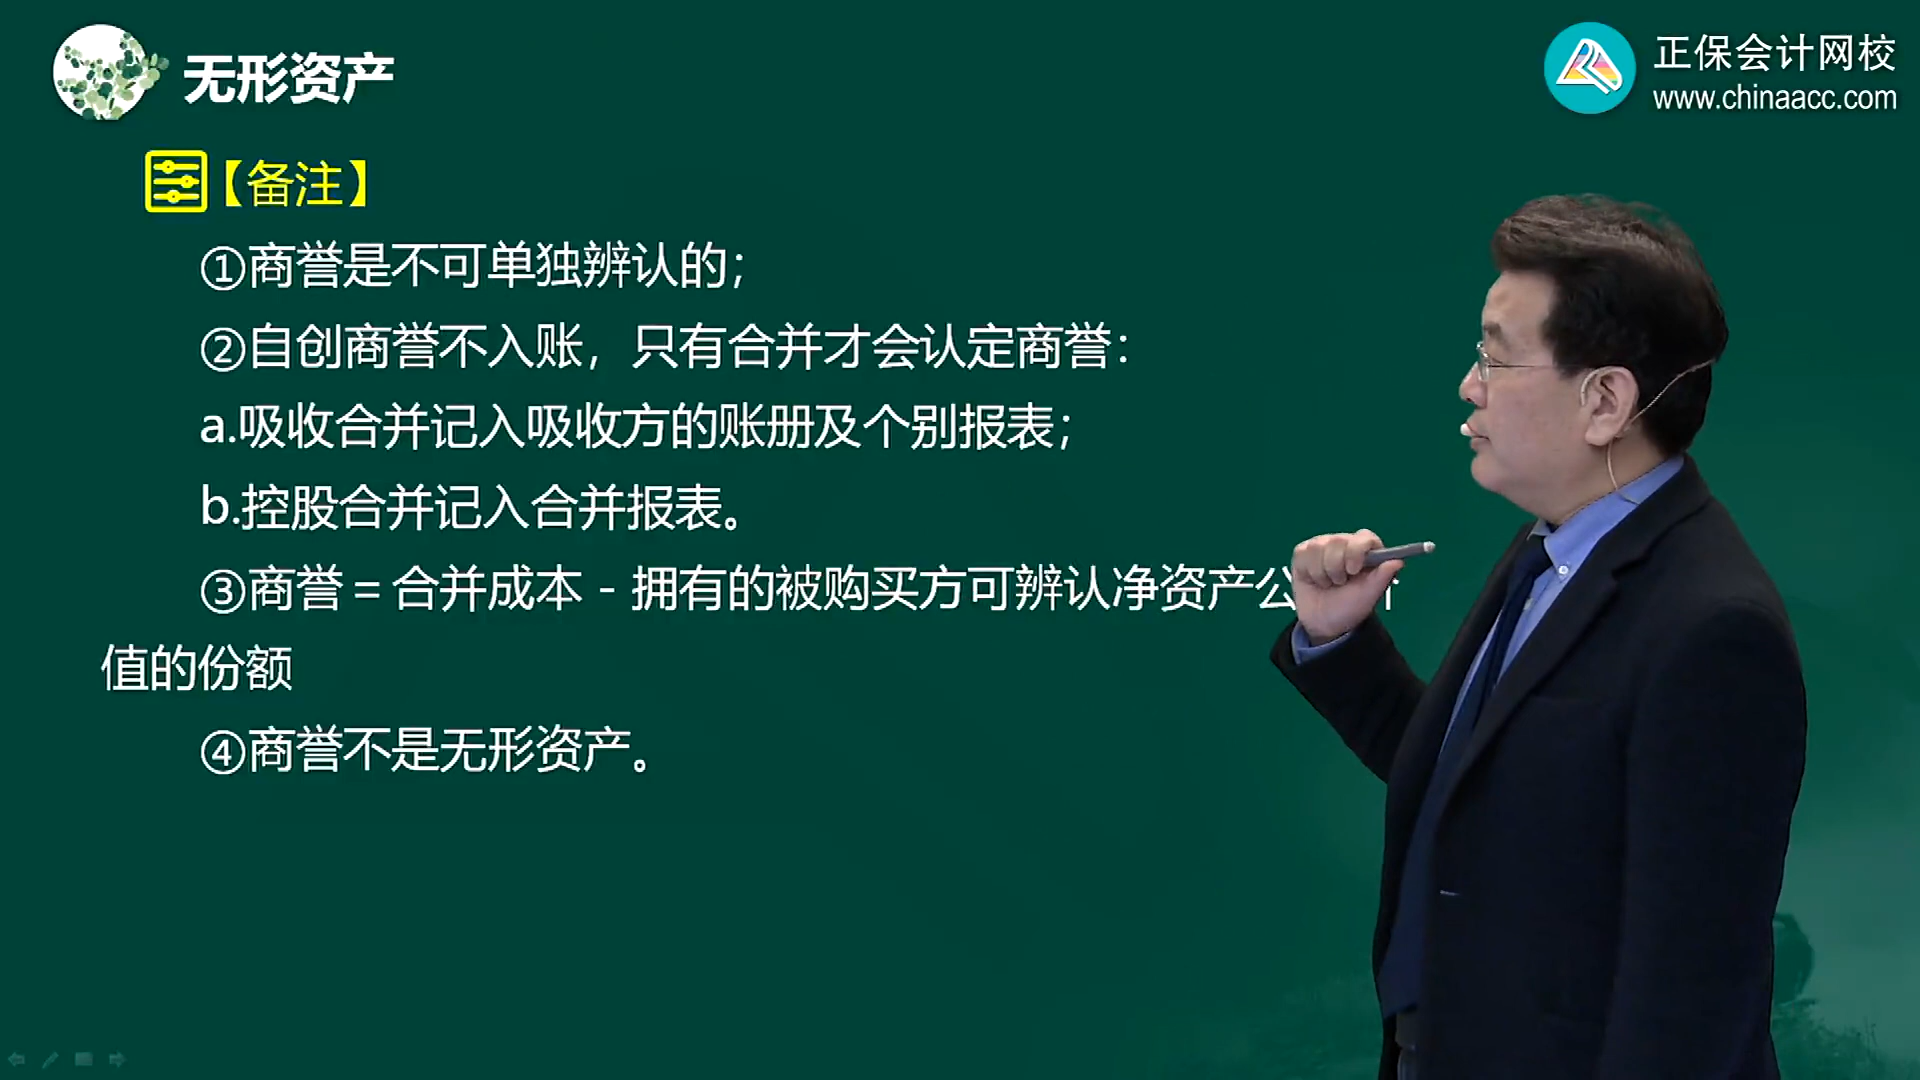 无形资产
正保会计网校
www.chinaacc.com
【备注】
①商誉是不可单独辨认的；
②自创商誉不入账，只有合并才会认定商誉：
a.吸收合并记入吸收方的账册及个别报表；
b.控股合并记入合并报表。
③商誉＝合并成本－拥有的被购买方可辨认净资产公
值的份额
④商誉不是无形资产。